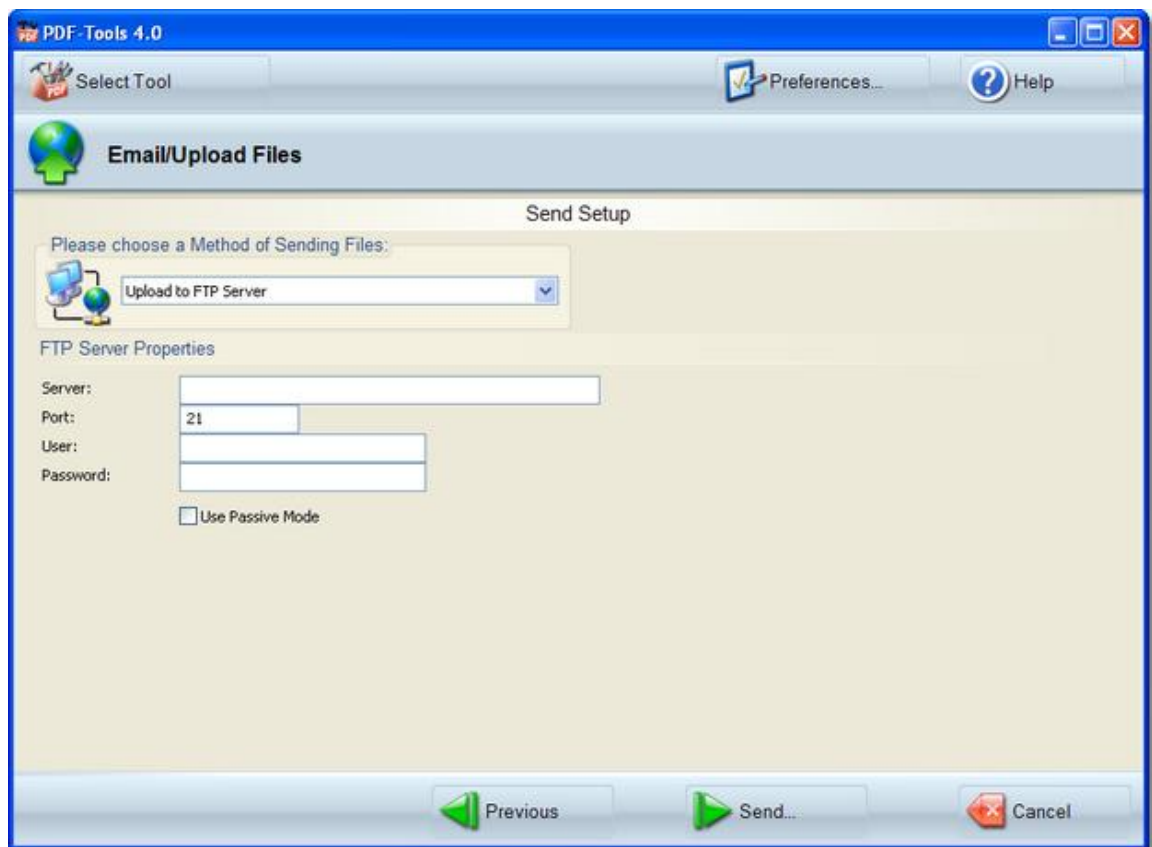 PDF-Tools 4.0
Select Tool Preferences... Help
Email/Upload Files
Send Setup
Please choose a Method of Sending Files:
Upload to FTP Server
FTP Server Properties
Server:
Port: 21
User:
Password:
Use Passive Mode
Previous Send... Cancel